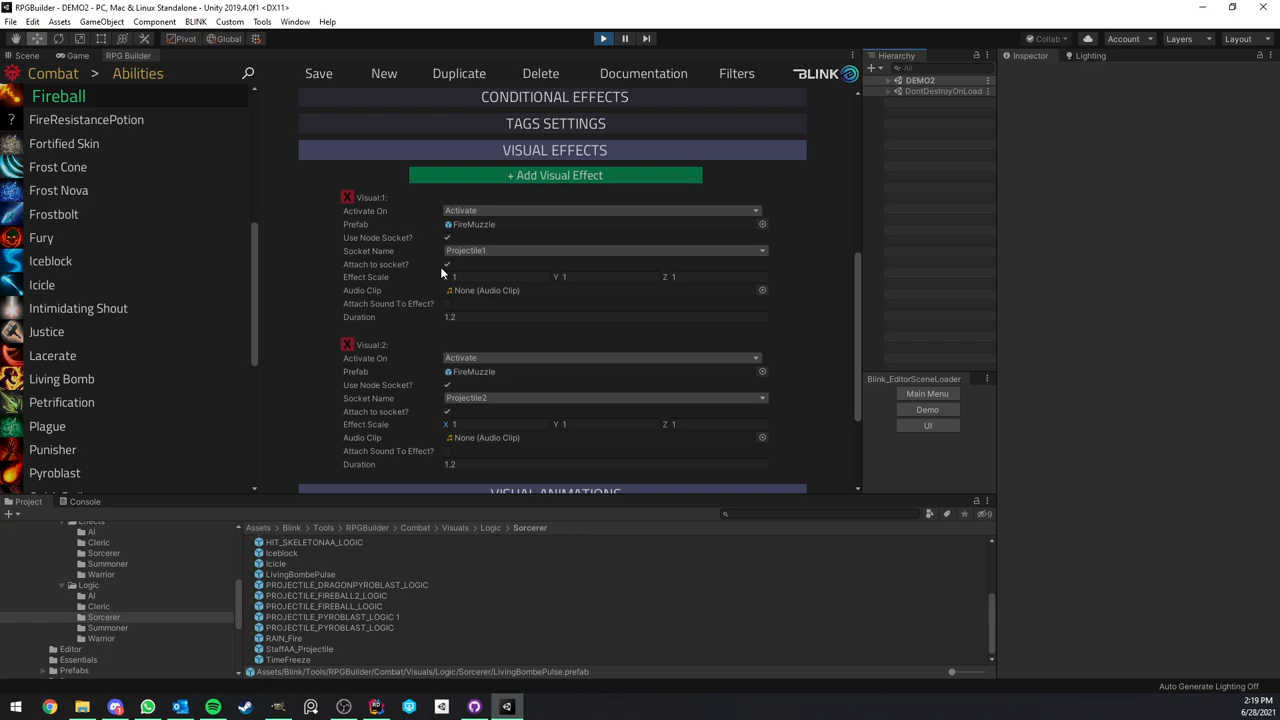 RPGBuilder - DEMO2 - PC, Mac & Linux Standalone - Unity 2019.4.0f1 <DX11>
File Edit Assets GameObject Component BLINK Custom Tools Window Help
Pivot Global Collab Account Layers Layout
Scene Game RPG Builder Hierarchy Inspector Lighting
Combat > Abilities Save New Duplicate Delete Documentation Filters BLINK
All
DEMO2
DontDestroyOnLoad
Fireball
FireResistancePotion
Fortified Skin
Frost Cone
Frost Nova
Frostbolt
Fury
Iceblock
Icicle
Intimidating Shout
Justice
Lacerate
Living Bomb
Petrification
Plague
Punisher
Pyroblast
CONDITIONAL EFFECTS
TAGS SETTINGS
VISUAL EFFECTS
+ Add Visual Effect
X Visual:1:
Activate On Activate
Prefab FireMuzzle
Use Node Socket?
Socket Name Projectile1
Attach to socket?
Effect Scale 1 Y 1 Z 1
Audio Clip None (Audio Clip)
Attach Sound To Effect?
Duration 1.2
X Visual:2:
Activate On Activate
Prefab FireMuzzle
Use Node Socket?
Socket Name Projectile2
Attach to socket?
Effect Scale X 1 Y 1 Z 1
Audio Clip None (Audio Clip)
Attach Sound To Effect?
Duration 1.2
VISUAL ANIMATIONS
Blink_EditorSceneLoader
Main Menu
Demo
UI
Project Console
9
Effects
AI
Cleric
Sorcerer
Summoner
Warrior
Logic
AI
Cleric
Sorcerer
Summoner
Warrior
Editor
Essentials
Prefabs
Assets > Blink > Tools > RPGBuilder > Combat > Visuals > Logic > Sorcerer
HIT_SKELETONAA_LOGIC
Iceblock
Icicle
LivingBombePulse
PROJECTILE_DRAGONPYROBLAST_LOGIC
PROJECTILE_FIREBALL2_LOGIC
PROJECTILE_FIREBALL_LOGIC
PROJECTILE_PYROBLAST_LOGIC 1
PROJECTILE_PYROBLAST_LOGIC
RAIN_Fire
StaffAA_Projectile
TimeFreeze
Assets/Blink/Tools/RPGBuilder/Combat/Visuals/Logic/Sorcerer/LivingBombePulse.prefab
Auto Generate Lighting Off
2:19 PM
6/28/2021